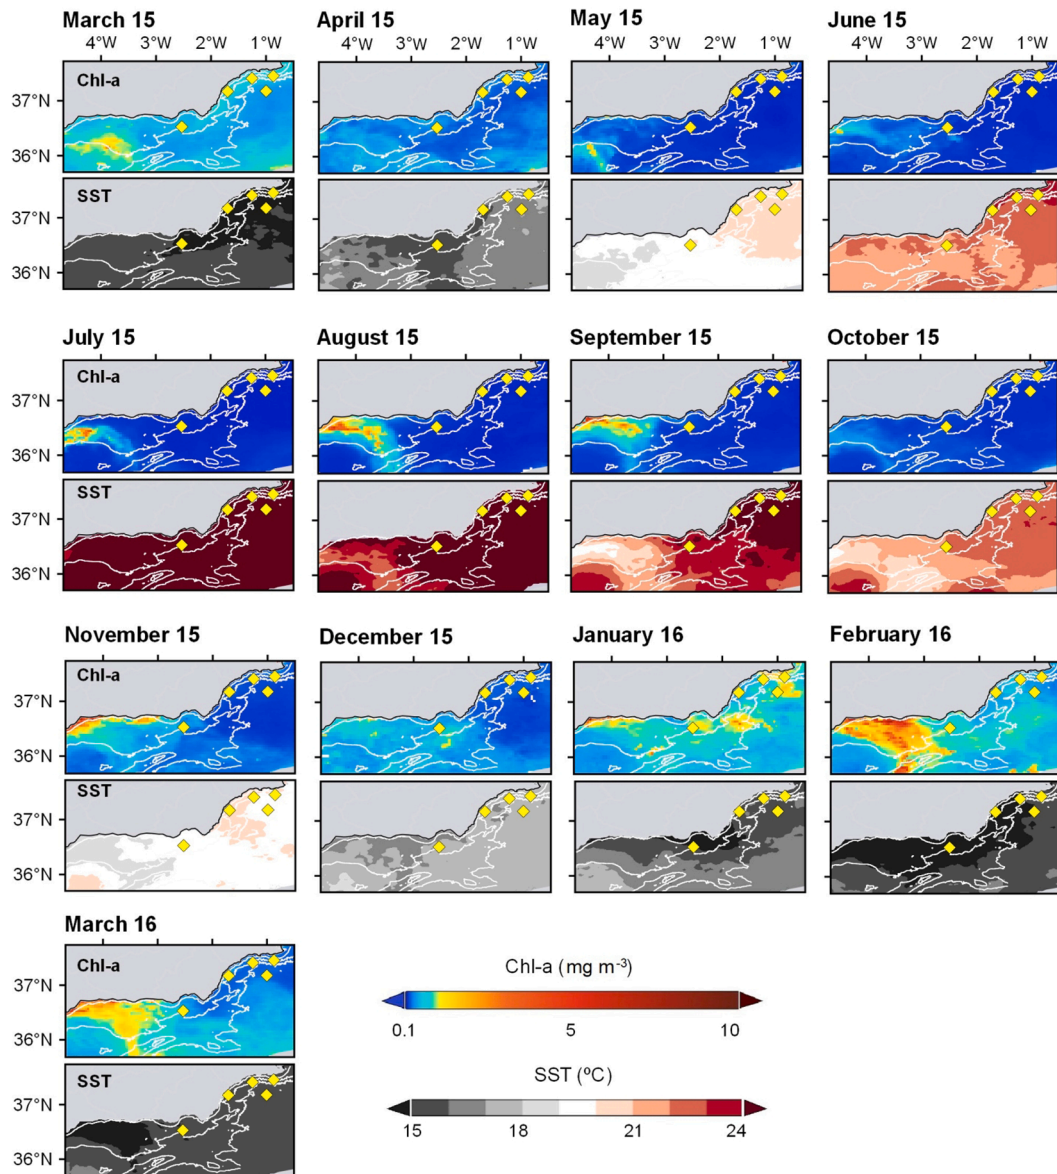 March 15 April 15 May 15 June 15
4°W 3°W 2°W 1°W 4°W 3°W 2°W 1°W 4°W 3°W 2°W 1°W 4°W 3°W 2°W 1°W
Chl-a
37°N
36°N
SST
37°N
36°N
July 15 August 15 September 15 October 15
Chl-a
37°N
36°N
SST
37°N
36°N
November 15 December 15 January 16 February 16
Chl-a
37°N
36°N
SST
37°N
36°N
March 16
Chl-a
37°N
36°N
SST
37°N
36°N
Chl-a (mg m⁻³)
0.1 5 10
SST (ºC)
15 18 21 24